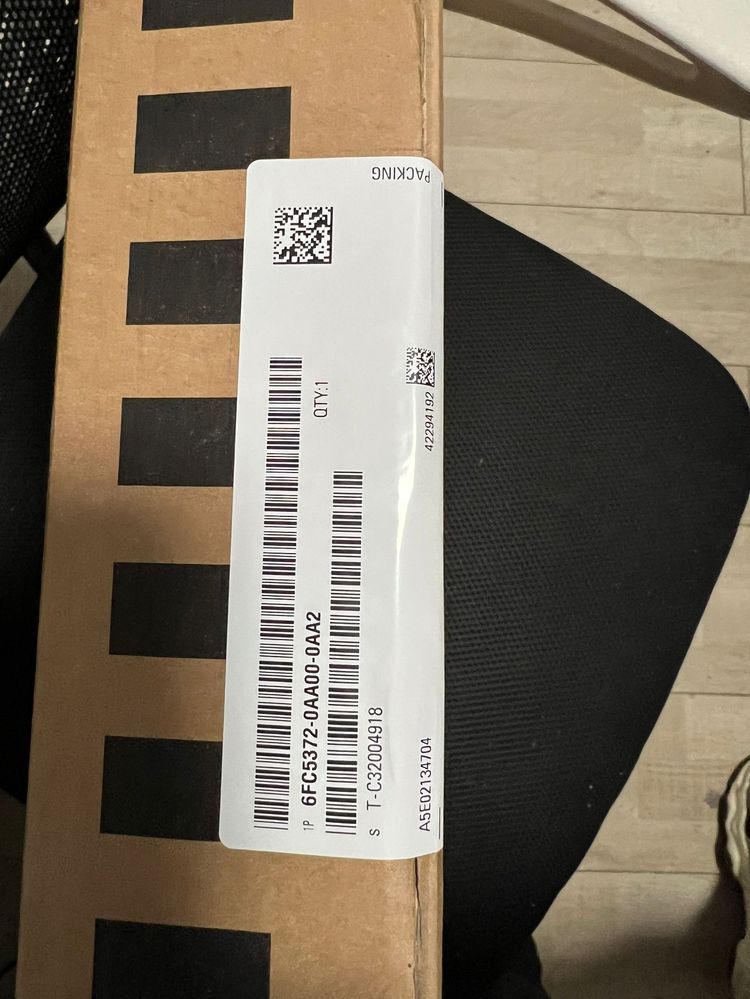 PACKING
QTY:1
1P 6FC5372-0AA00-0AA2
S T-C32004918
42294192
A5E02134704